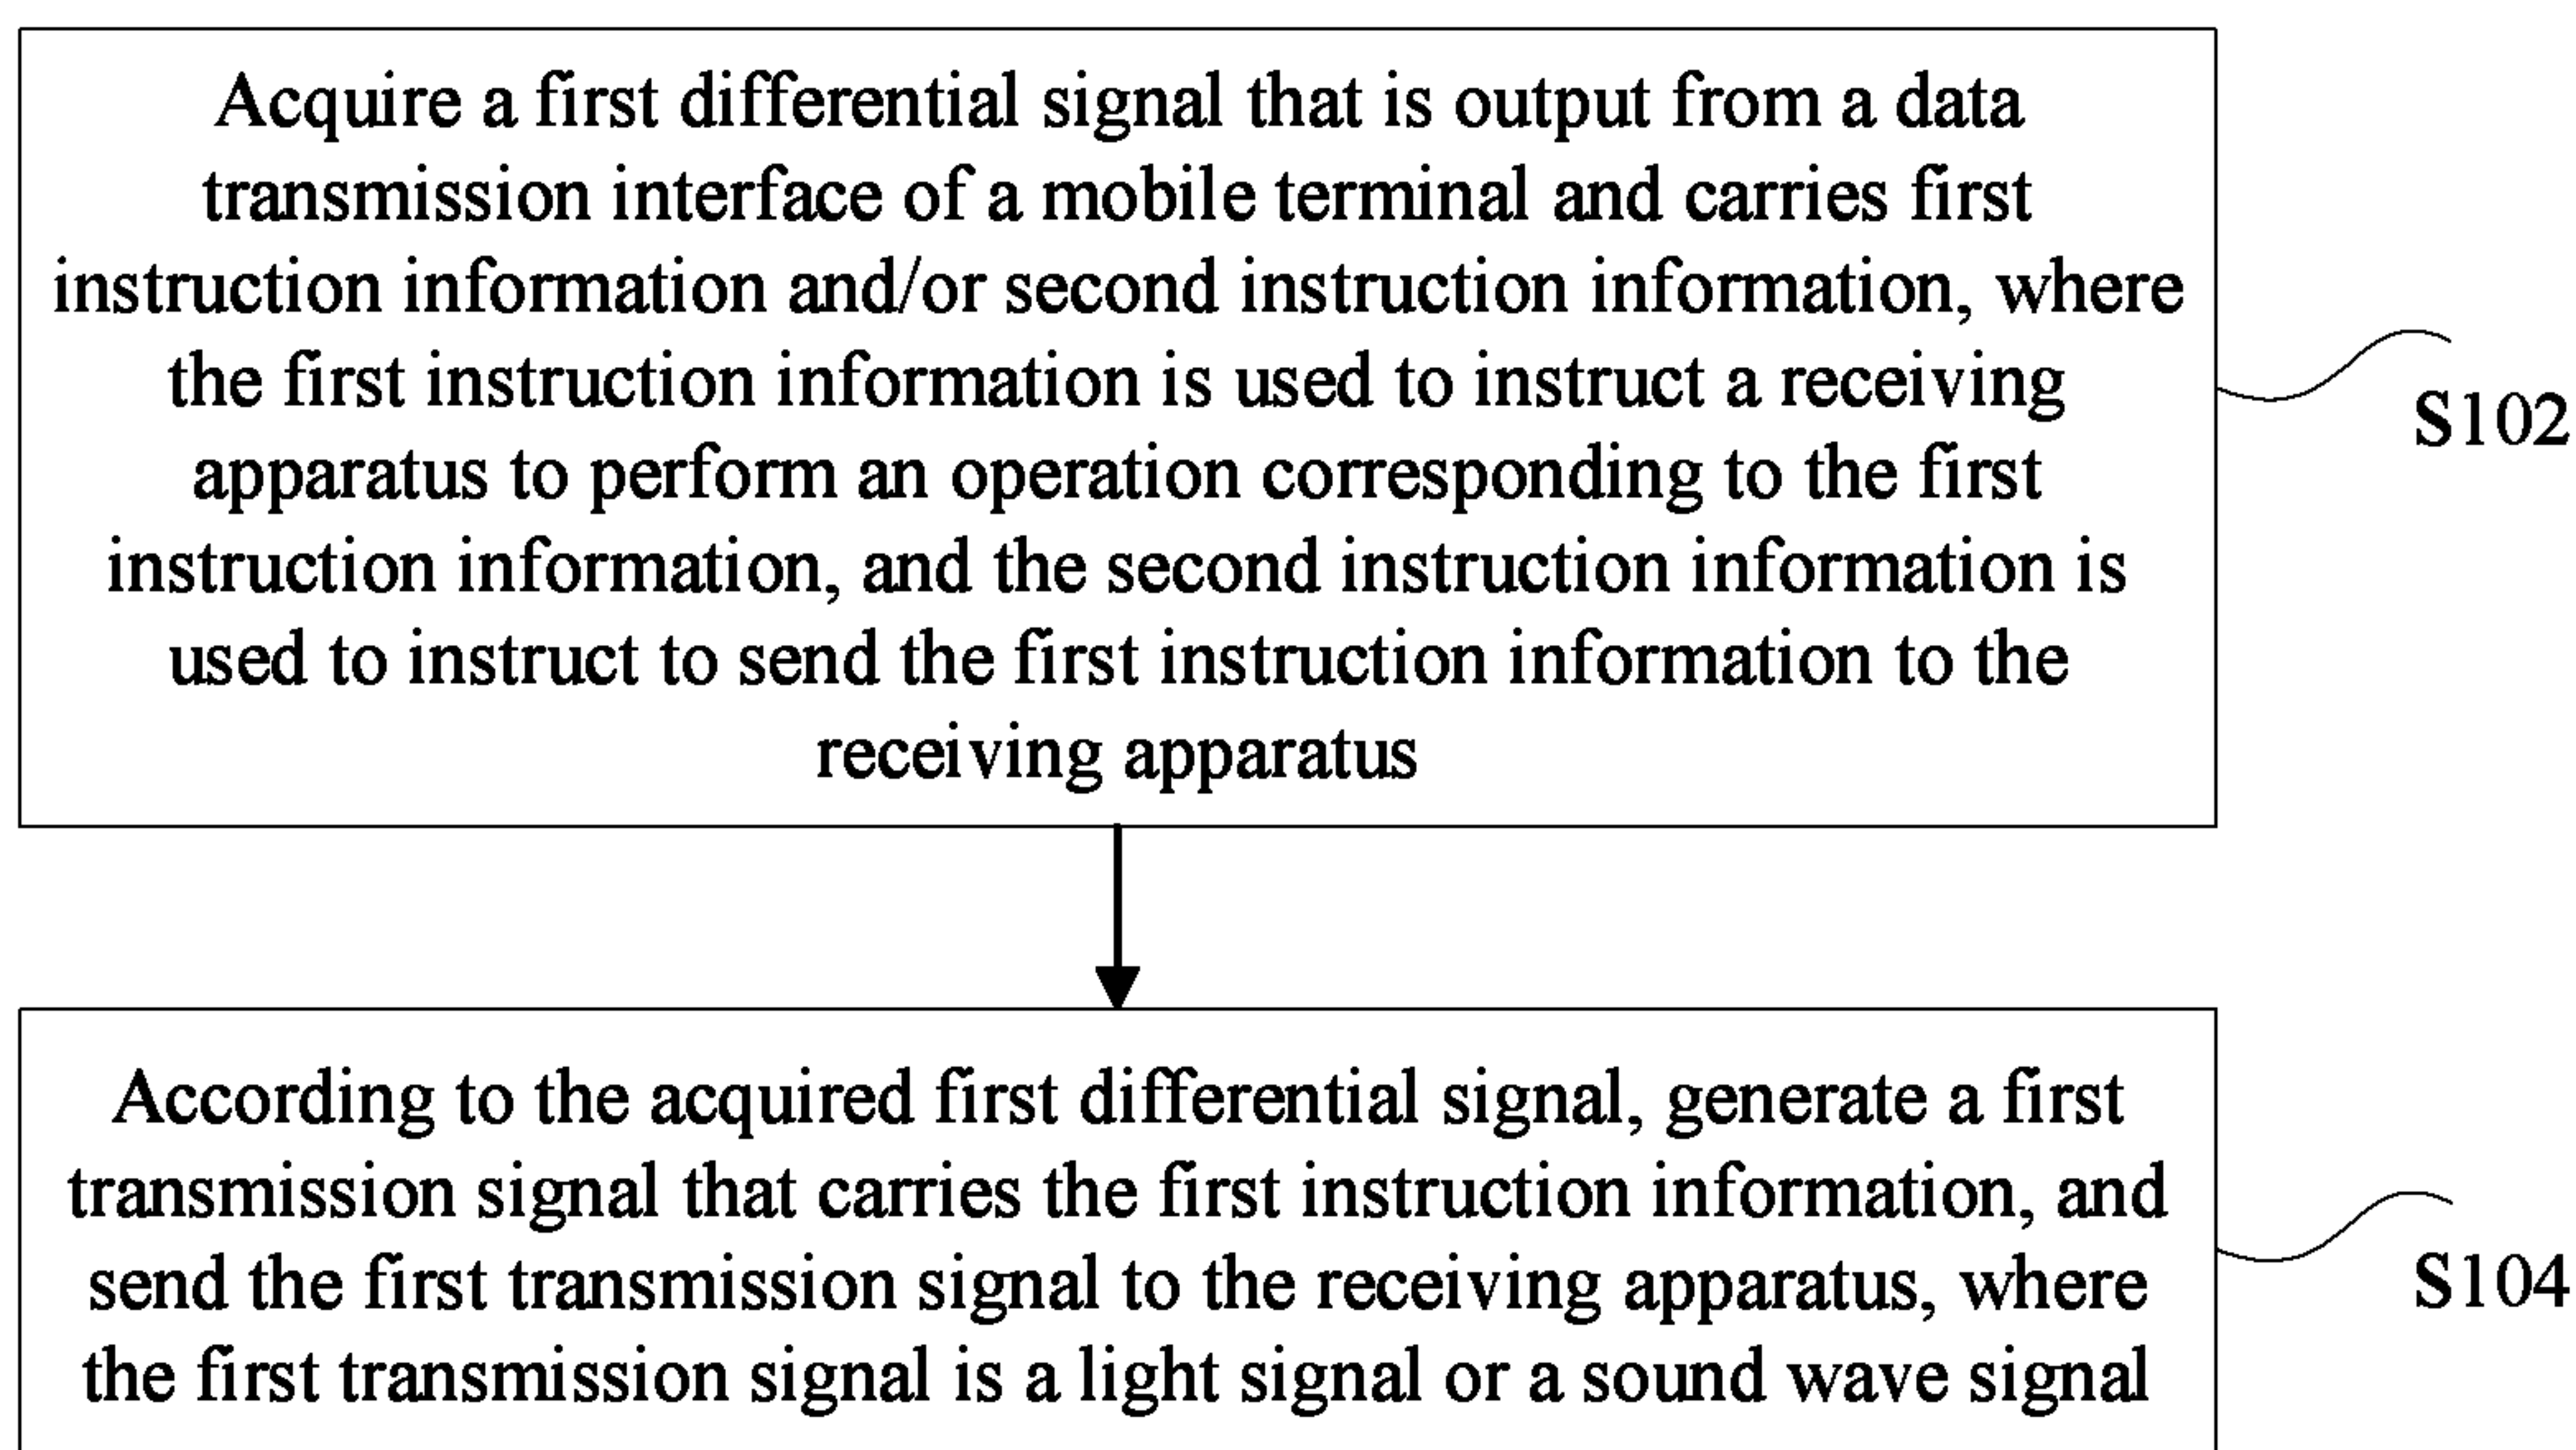 Acquire a first differential signal that is output from a data
transmission interface of a mobile terminal and carries first
instruction information and/or second instruction information, where
the first instruction information is used to instruct a receiving
apparatus to perform an operation corresponding to the first
instruction information, and the second instruction information is
used to instruct to send the first instruction information to the
receiving apparatus
S102
According to the acquired first differential signal, generate a first
transmission signal that carries the first instruction information, and
send the first transmission signal to the receiving apparatus, where
the first transmission signal is a light signal or a sound wave signal
S104